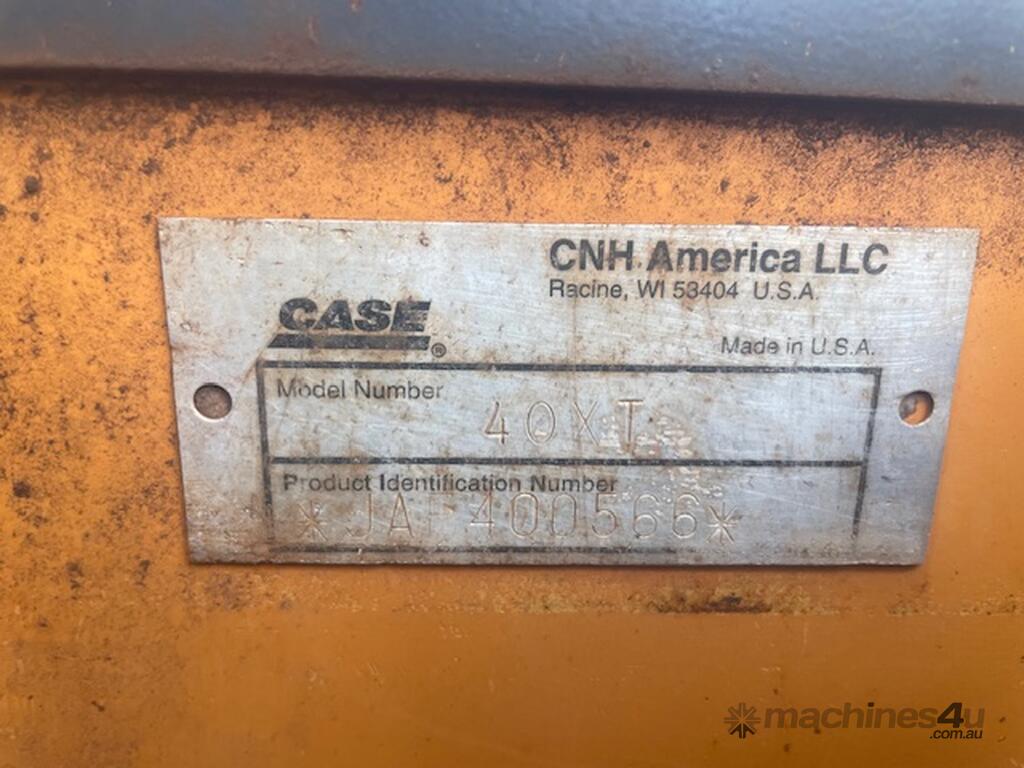 CNH America LLC
Racine, WI 53404 U.S.A.
CASE®
Made in U.S.A.
Model Number
40XT
Product Identification Number
*JAF400566*
machines4u
.com.au